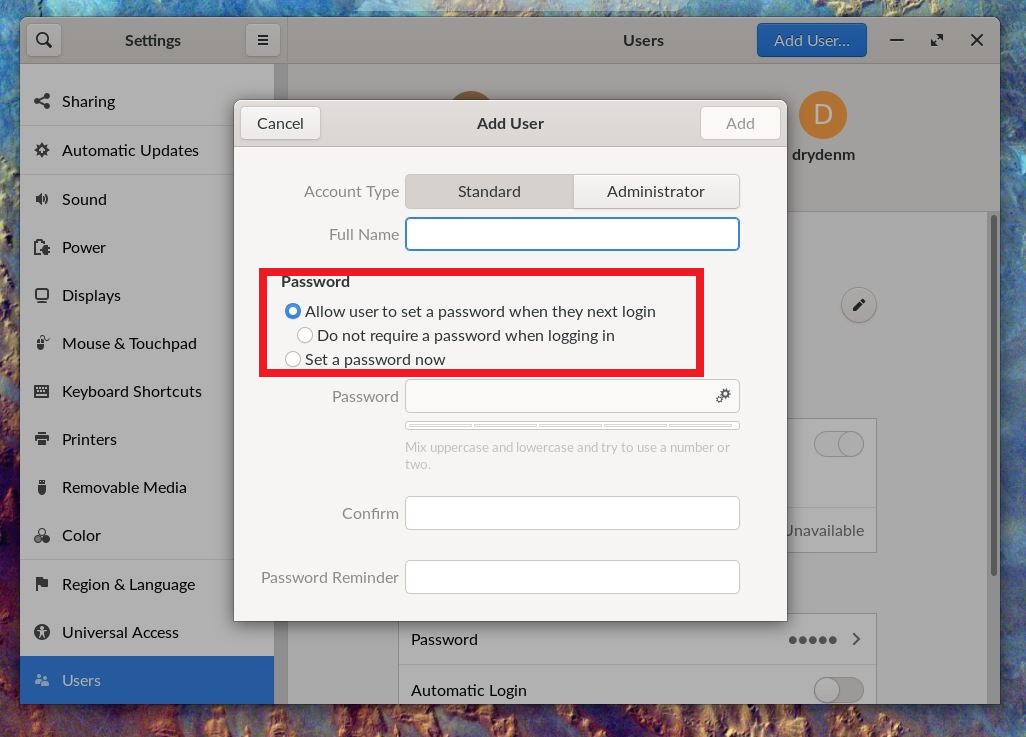 Settings
Users
Add User...
Sharing
Automatic Updates
Sound
Power
Displays
Mouse & Touchpad
Keyboard Shortcuts
Printers
Removable Media
Color
Region & Language
Universal Access
Users
D
drydenm
Cancel
Add User
Add
Account Type
Standard
Administrator
Full Name
Password
Allow user to set a password when they next login
Do not require a password when logging in
Set a password now
Password
Mix uppercase and lowercase and try to use a number or
two.
Confirm
Password Reminder
Unavailable
Password
Automatic Login